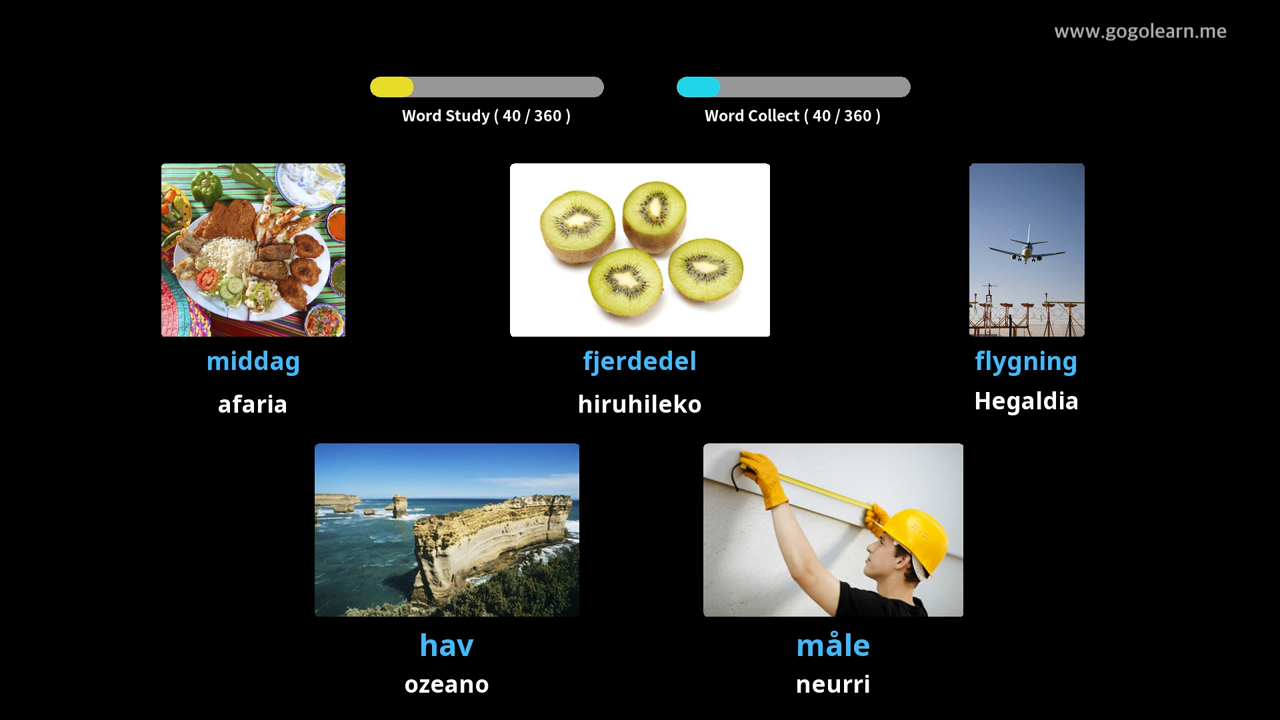 www.gogolearn.me
Word Study ( 40 / 360 )
Word Collect ( 40 / 360 )
middag
afaria
fjerdedel
hiruhileko
flygning
Hegaldia
hav
ozeano
måle
neurri